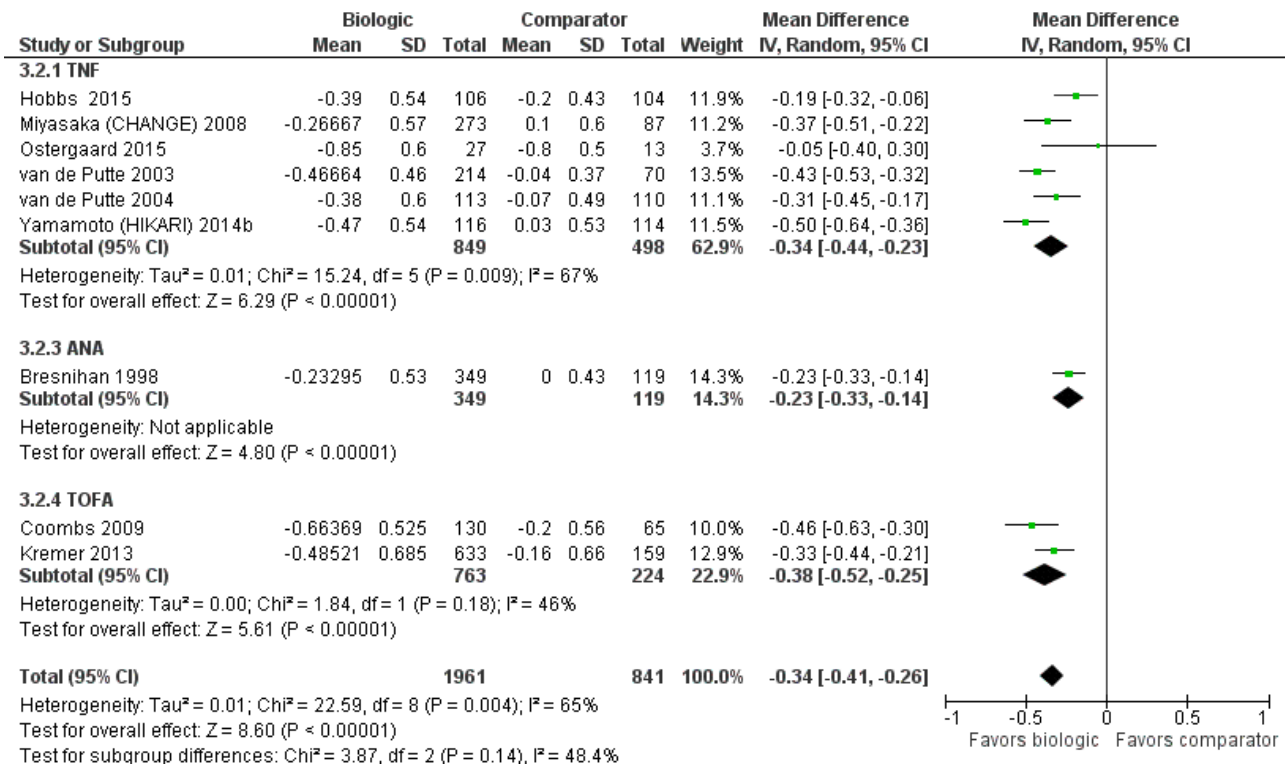 Biologic Comparator Mean Difference Mean Difference
Study or Subgroup Mean SD Total Mean SD Total Weight IV, Random, 95% CI IV, Random, 95% CI
3.2.1 TNF
Hobbs 2015 -0.39 0.54 106 -0.2 0.43 104 11.9% -0.19 [-0.32, -0.06]
Miyasaka (CHANGE) 2008 -0.26667 0.57 273 0.1 0.6 87 11.2% -0.37 [-0.51, -0.22]
Ostergaard 2015 -0.85 0.6 27 -0.8 0.5 13 3.7% -0.05 [-0.40, 0.30]
van de Putte 2003 -0.46664 0.46 214 -0.04 0.37 70 13.5% -0.43 [-0.53, -0.32]
van de Putte 2004 -0.38 0.6 113 -0.07 0.49 110 11.1% -0.31 [-0.45, -0.17]
Yamamoto (HIKARI) 2014b -0.47 0.54 116 0.03 0.53 114 11.5% -0.50 [-0.64, -0.36]
Subtotal (95% CI) 849 498 62.9% -0.34 [-0.44, -0.23]
Heterogeneity: Tau² = 0.01; Chi² = 15.24, df = 5 (P = 0.009); I² = 67%
Test for overall effect: Z = 6.29 (P < 0.00001)
3.2.3 ANA
Bresnihan 1998 -0.23295 0.53 349 0 0.43 119 14.3% -0.23 [-0.33, -0.14]
Subtotal (95% CI) 349 119 14.3% -0.23 [-0.33, -0.14]
Heterogeneity: Not applicable
Test for overall effect: Z = 4.80 (P < 0.00001)
3.2.4 TOFA
Coombs 2009 -0.66369 0.525 130 -0.2 0.56 65 10.0% -0.46 [-0.63, -0.30]
Kremer 2013 -0.48521 0.685 633 -0.16 0.66 159 12.9% -0.33 [-0.44, -0.21]
Subtotal (95% CI) 763 224 22.9% -0.38 [-0.52, -0.25]
Heterogeneity: Tau² = 0.00; Chi² = 1.84, df = 1 (P = 0.18); I² = 46%
Test for overall effect: Z = 5.61 (P < 0.00001)
Total (95% CI) 1961 841 100.0% -0.34 [-0.41, -0.26]
Heterogeneity: Tau² = 0.01; Chi² = 22.59, df = 8 (P = 0.004); I² = 65%
Test for overall effect: Z = 8.60 (P < 0.00001)
Test for subgroup differences: Chi² = 3.87, df = 2 (P = 0.14), I² = 48.4%
-1 -0.5 0 0.5 1
Favors biologic Favors comparator